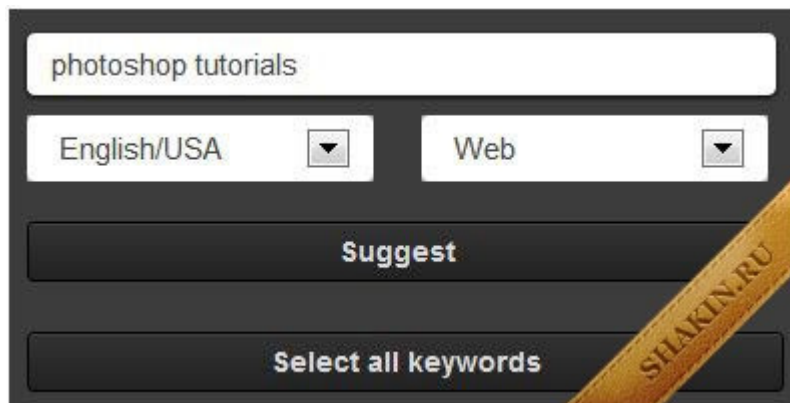 photoshop tutorials
English/USA Web
Suggest
Select all keywords
SHAKIN.RU